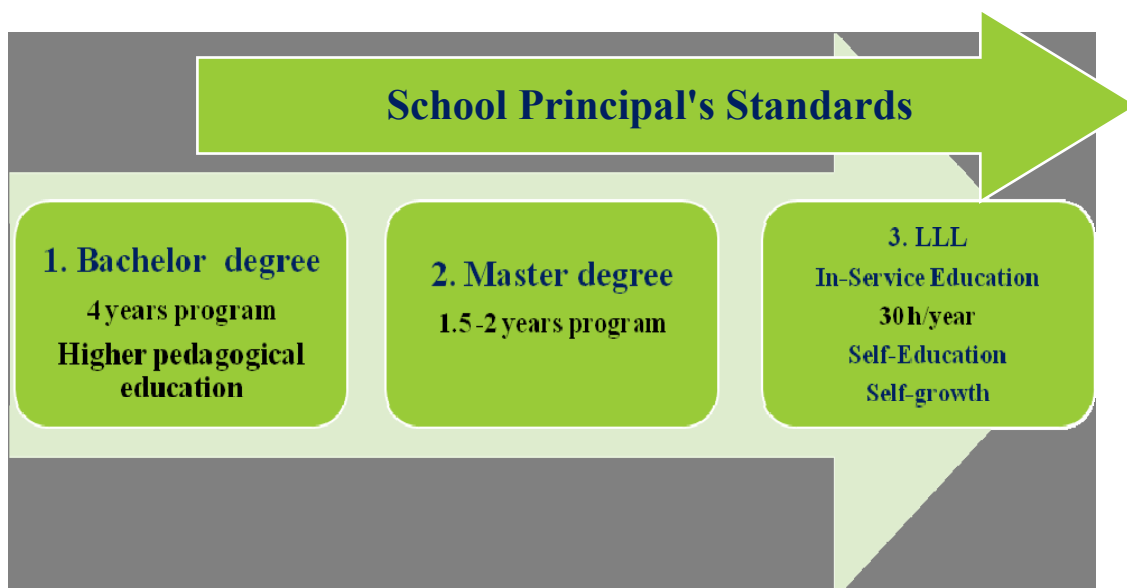 School Principal's Standards
1. Bachelor degree
4 years program
Higher pedagogical
education
2. Master degree
1.5-2 years program
3. LLL
In-Service Education
30 h/year
Self-Education
Self-growth